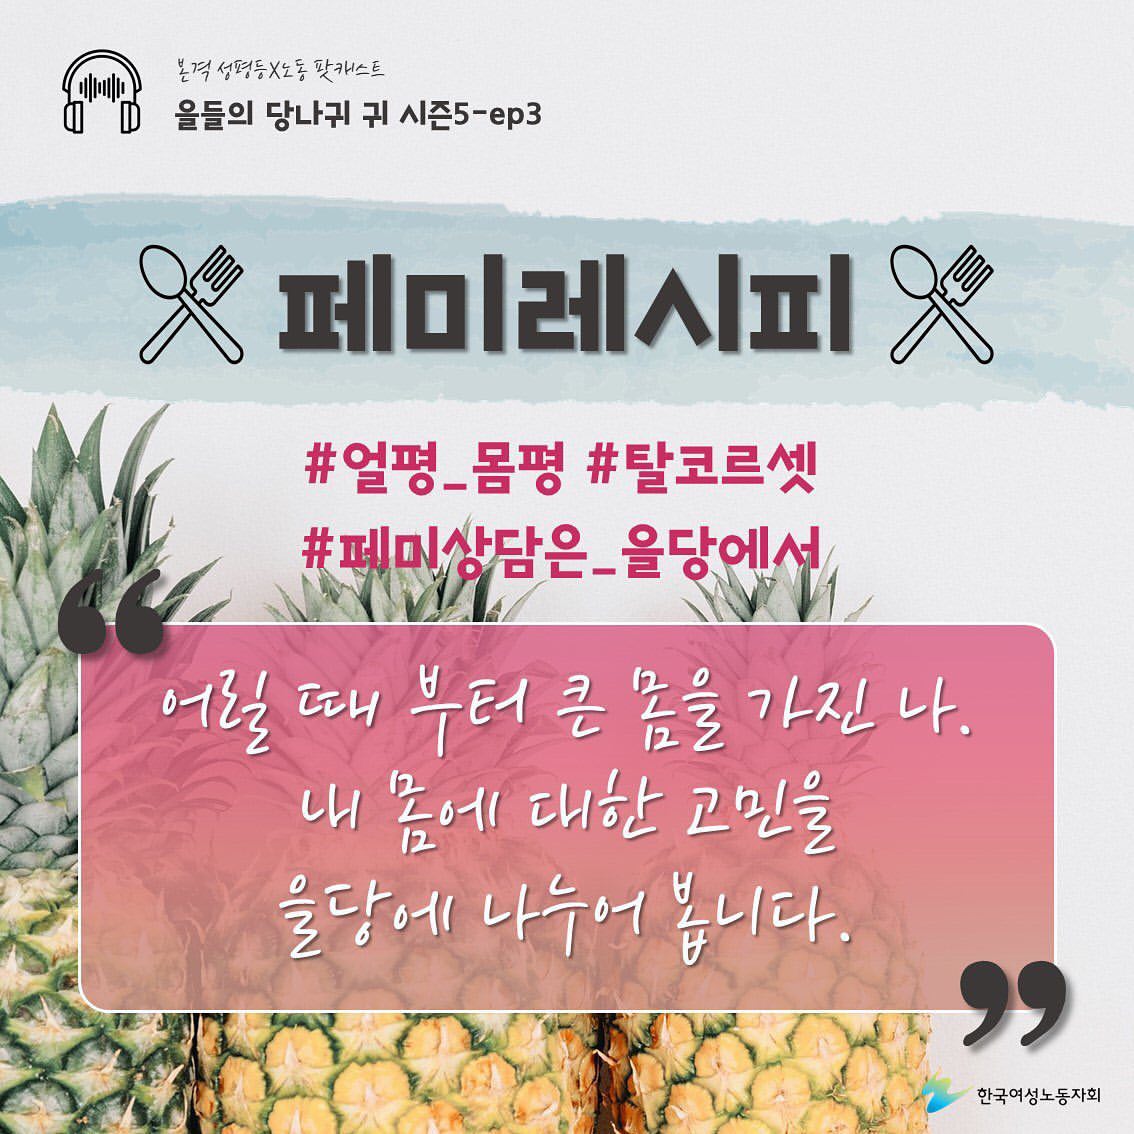 본격 성평등X노동 팟캐스트
을들의 당나귀 귀 시즌5-ep3
페미레시피
#얼평_몸평 #탈코르셋
#페미상담은_을당에서
“
어릴 때 부터 큰 몸을 가진 나.
내 몸에 대한 고민을
을당에 나누어 봅니다.
”
한국여성노동자회